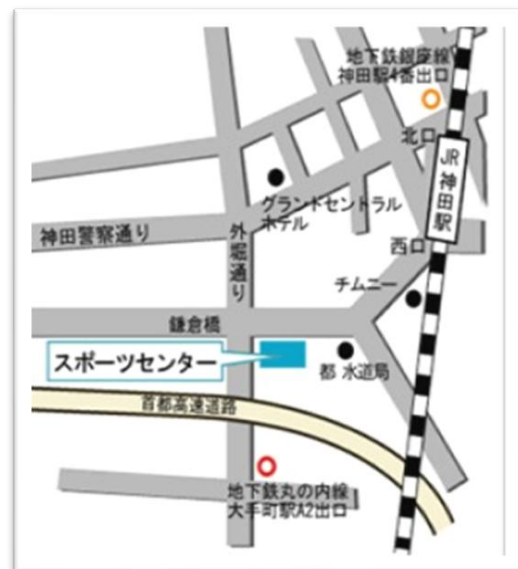 地下鉄銀座線
神田駅4番出口
北口
JR神田駅
グランドセントラル
ホテル
神田警察通り
外堀通り
西口
チムニー
鎌倉橋
スポーツセンター
都 水道局
首都高速道路
地下鉄丸の内線
大手町駅A2出口